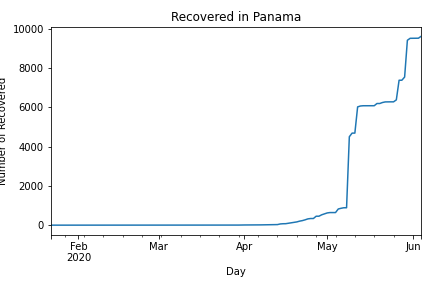 Recovered in Panama
10000
8000
6000
4000
2000
0
Number of Recovered
Feb
2020
Mar
Apr
May
Jun
Day